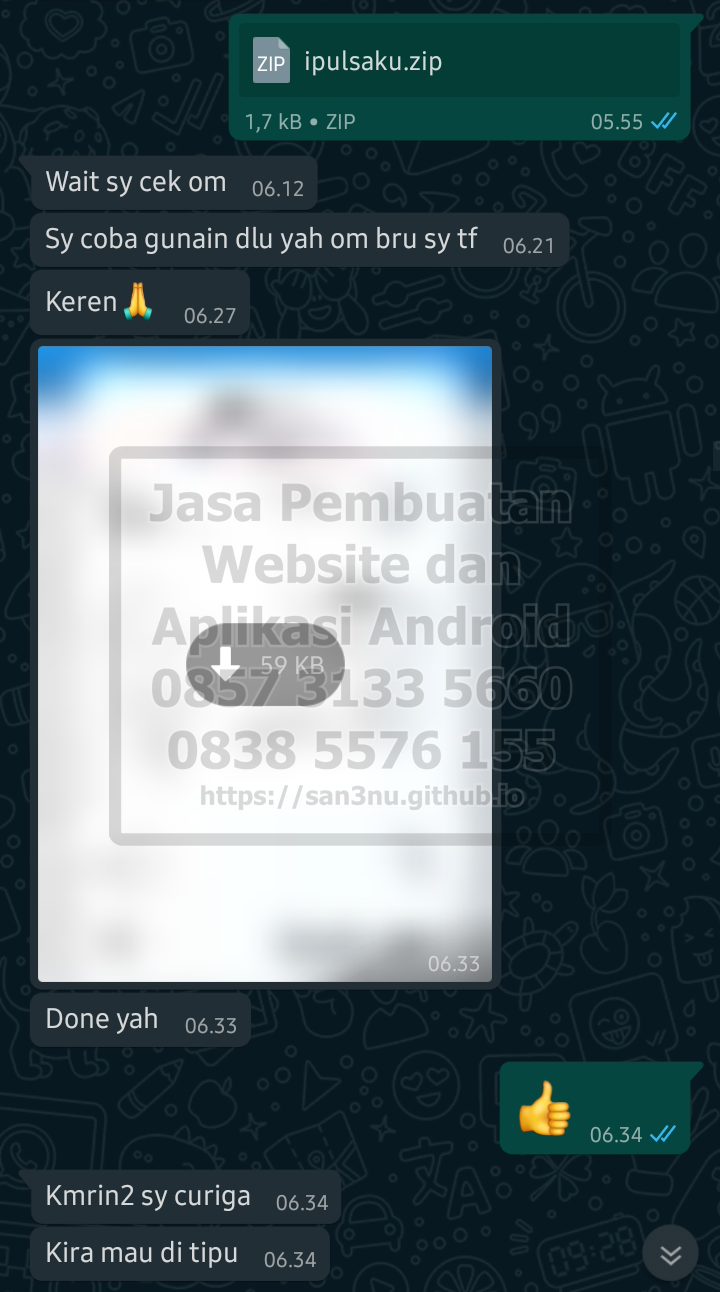 ZIP ipulsaku.zip
1,7 kB • ZIP 05.55
Wait sy cek om 06.12
Sy coba gunain dlu yah om bru sy tf 06.21
Keren🙏 06.27
Jasa Pembuatan
Website dan
Aplikasi Android
59 KB
0857 3133 5660
0838 5576 155
https://san3nu.github.io
06.33
Done yah 06.33
👍 06.34
Kmrin2 sy curiga 06.34
Kira mau di tipu 06.34